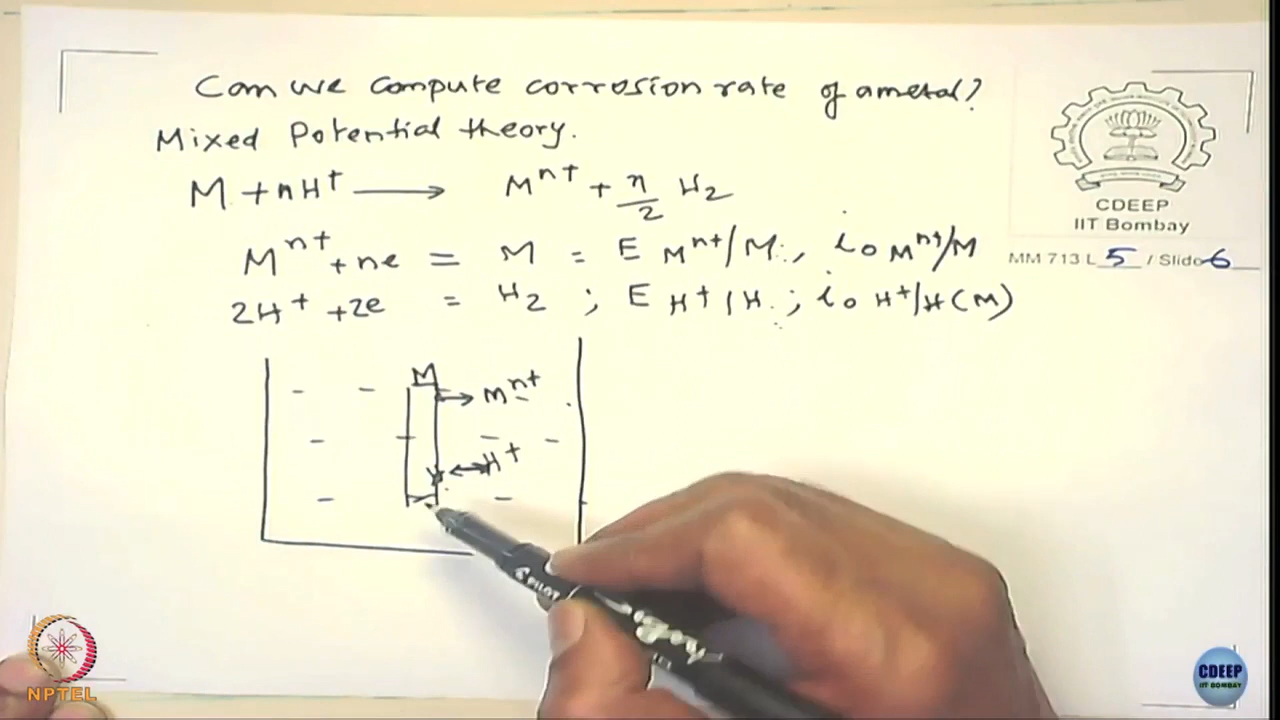 Can we compute corrosion rate of a metal?
Mixed Potential theory.
M + nH⁺ ⟶ Mⁿ⁺ + n/2 H₂
Mⁿ⁺ + ne = M = E Mⁿ⁺/M, i₀ Mⁿ⁺/M
2H⁺ + 2e = H₂ ; E H⁺/H ; i₀ H⁺/H (M)
CDEEP
IIT Bombay
MM 713 L 5 / Slide 6
M
Mⁿ⁺
H ↔ H⁺
PILOT
NPTEL
CDEEP
IIT BOMBAY